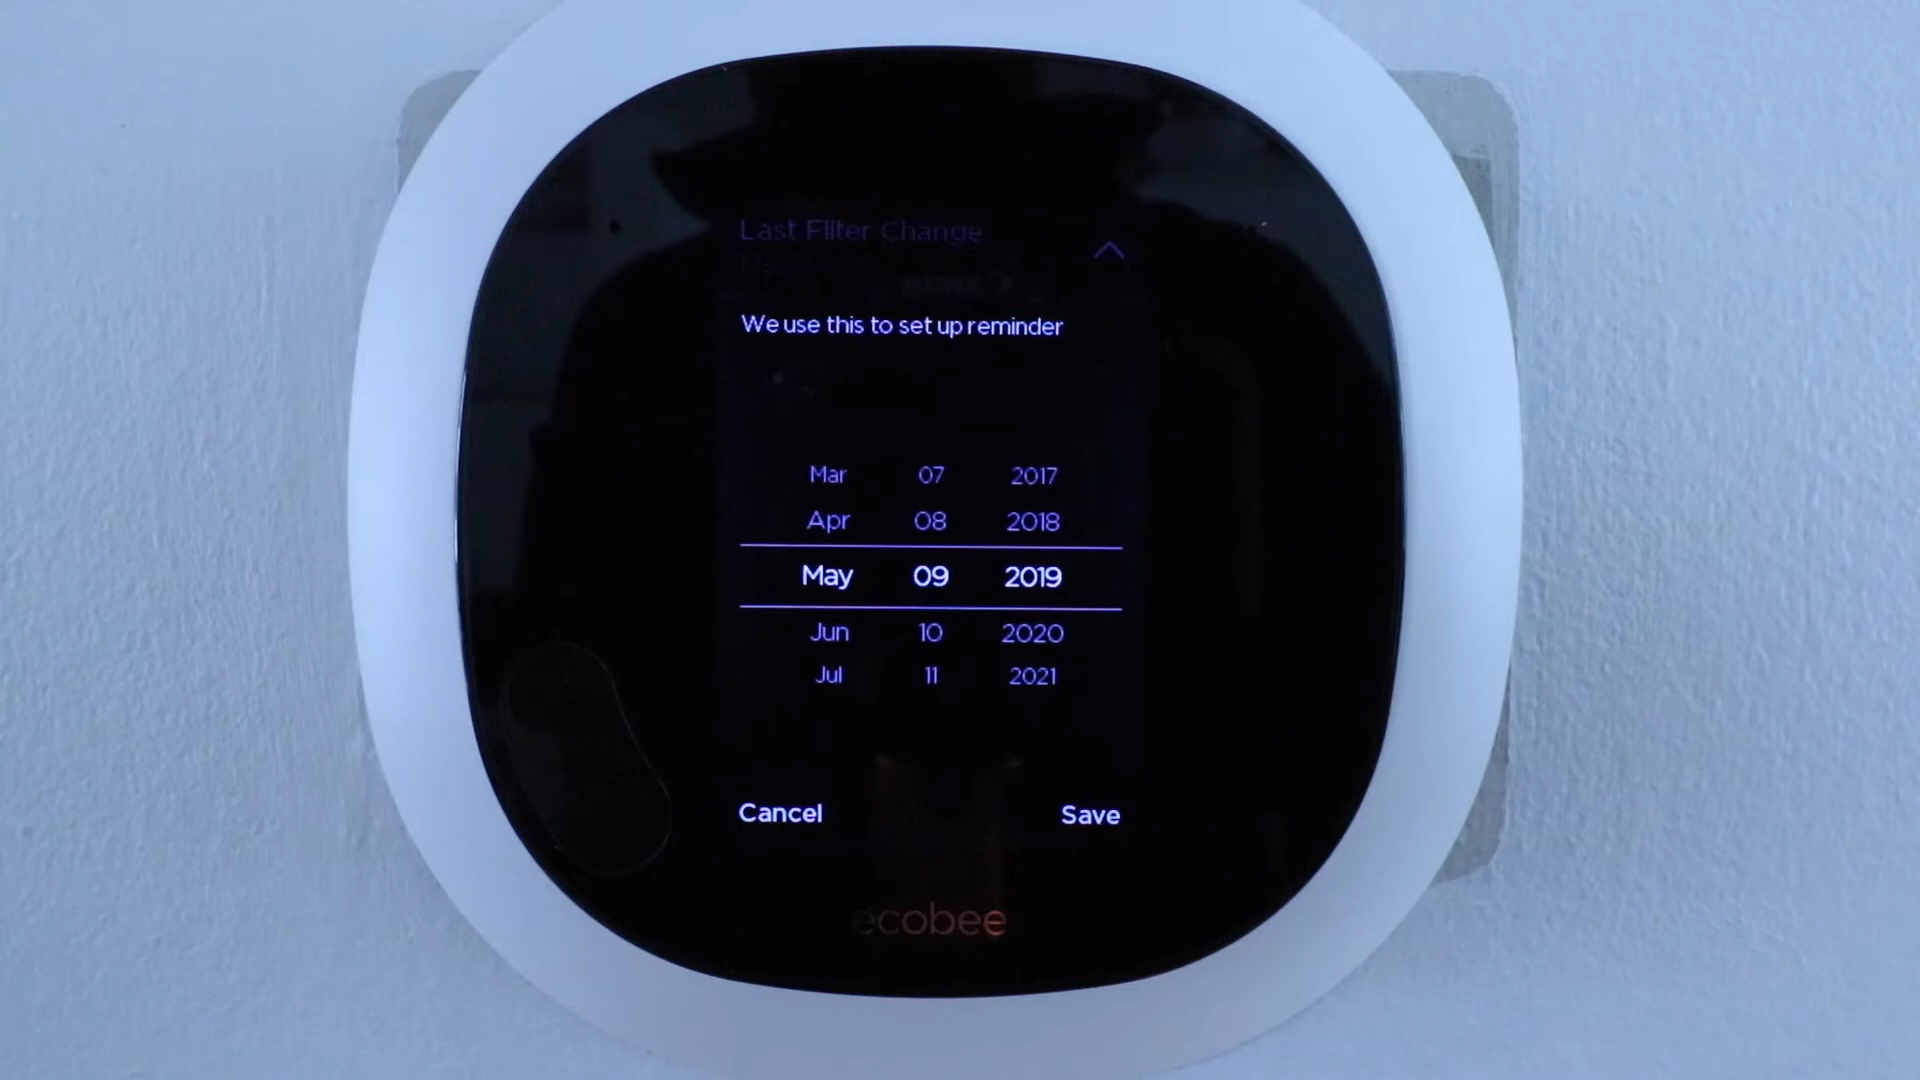 Last Filter Change
We use this to set up reminder
Mar 07 2017
Apr 08 2018
May 09 2019
Jun 10 2020
Jul 11 2021
Cancel Save
ecobee